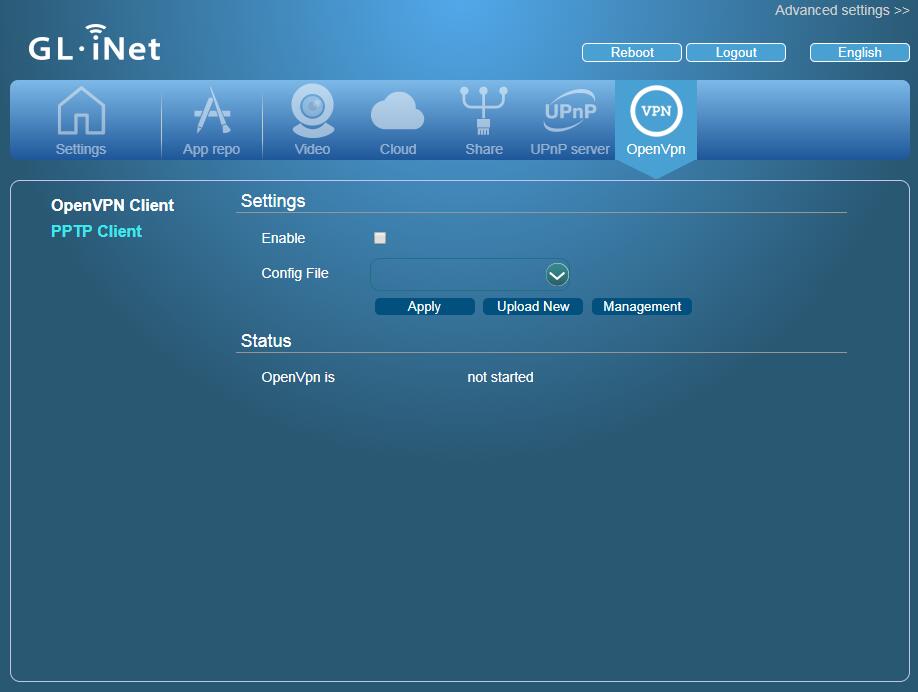 Advanced settings >>
GL·iNet
Reboot Logout English
Settings App repo Video Cloud Share UPnP UPnP server VPN OpenVpn
OpenVPN Client
PPTP Client
Settings
Enable
Config File
Apply Upload New Management
Status
OpenVpn is not started